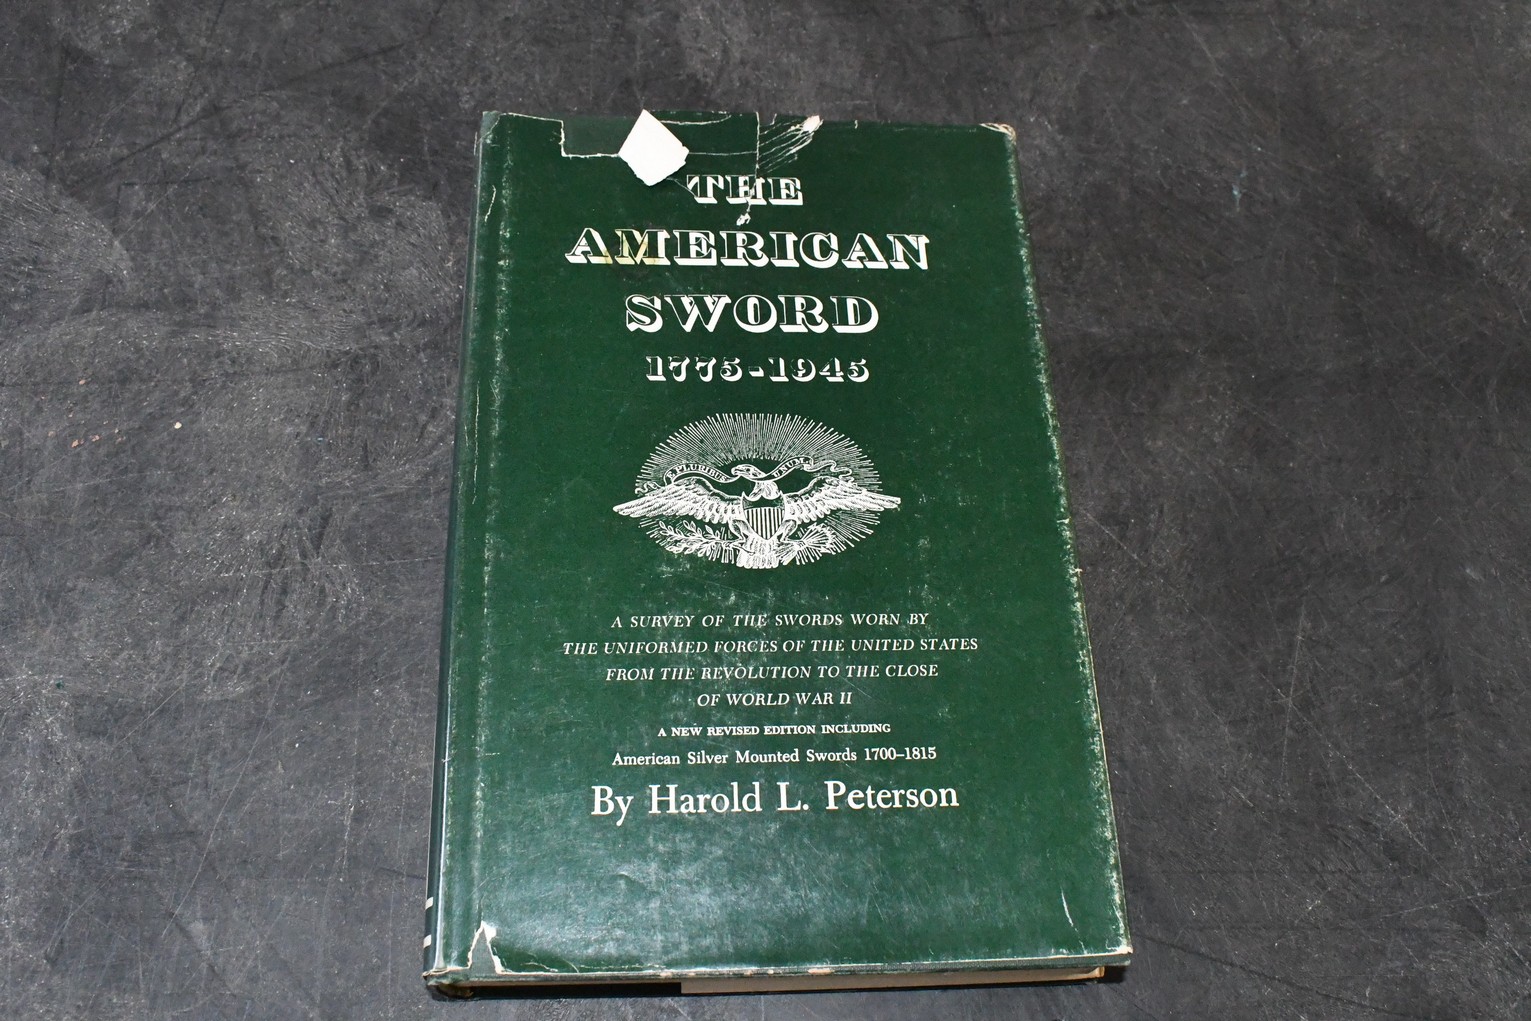 THE
AMERICAN
SWORD
1775-1945
E PLURIBUS UNUM
A SURVEY OF THE SWORDS WORN BY
THE UNIFORMED FORCES OF THE UNITED STATES
FROM THE REVOLUTION TO THE CLOSE
OF WORLD WAR II
A NEW REVISED EDITION INCLUDING
American Silver Mounted Swords 1700–1815
By Harold L. Peterson